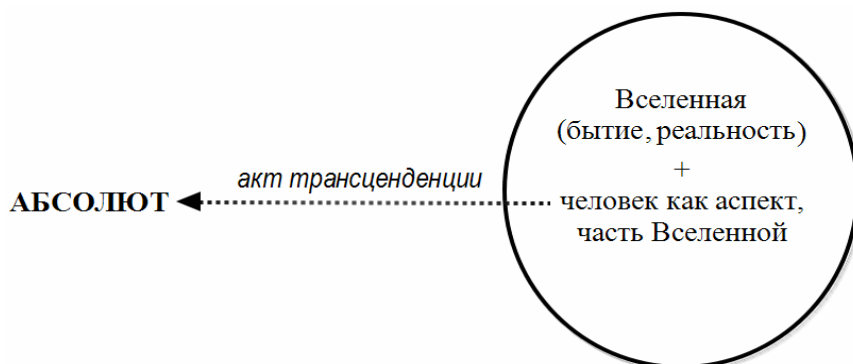 Вселенная
(бытие, реальность)
+
акт трансценденции
АБСОЛЮТ
человек как аспект,
часть Вселенной